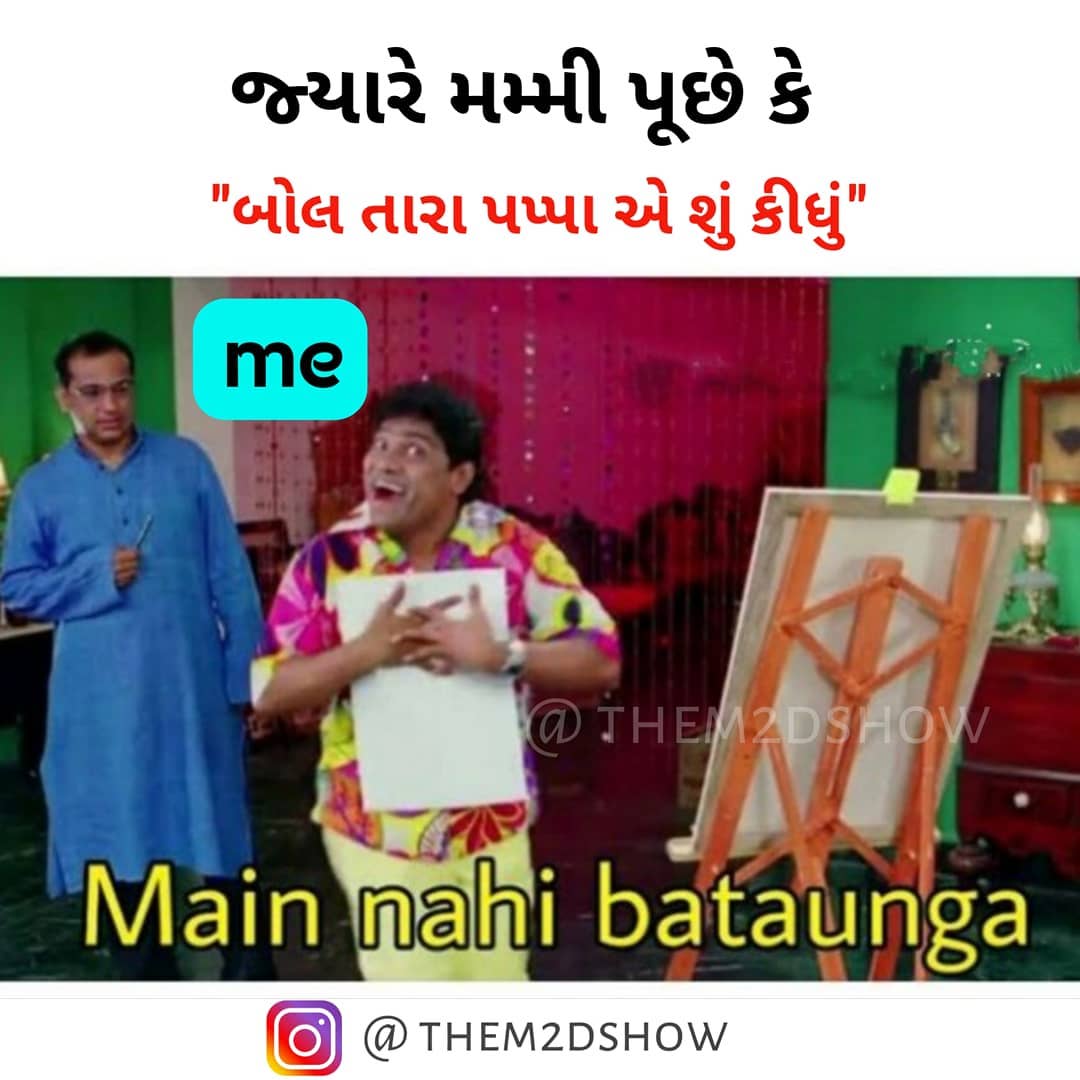 જ્યારે મમ્મી પૂછે કે
"બોલ તારા પપ્પા એ શું કીધું"
me
@ THEM2DSHOW
Main nahi bataunga
@ THEM2DSHOW